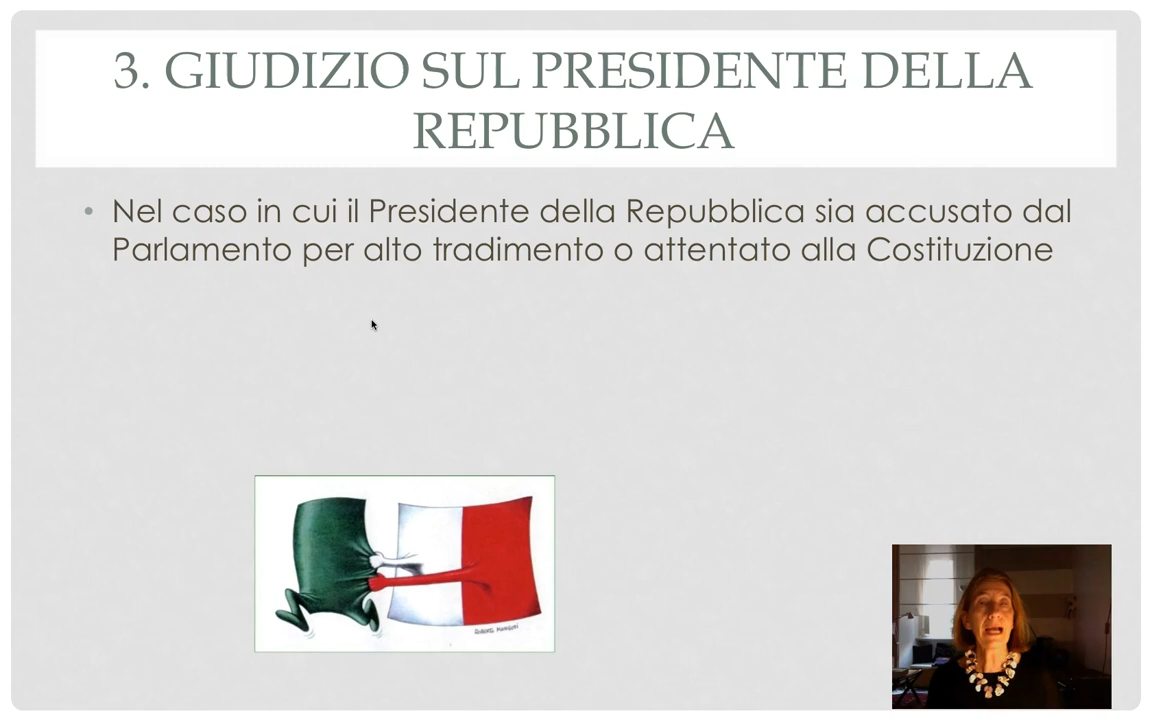 3. GIUDIZIO SUL PRESIDENTE DELLA
REPUBBLICA
• Nel caso in cui il Presidente della Repubblica sia accusato dal
Parlamento per alto tradimento o attentato alla Costituzione